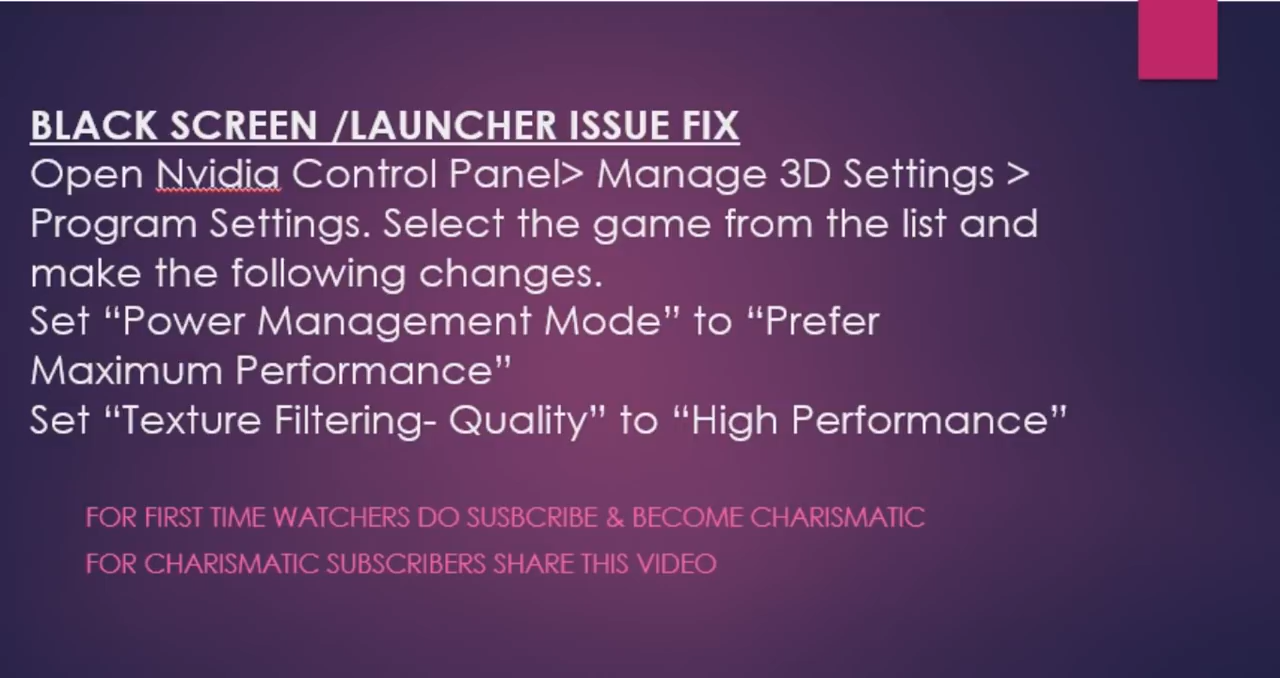 BLACK SCREEN /LAUNCHER ISSUE FIX
Open Nvidia Control Panel> Manage 3D Settings >
Program Settings. Select the game from the list and
make the following changes.
Set “Power Management Mode” to “Prefer
Maximum Performance”
Set “Texture Filtering- Quality” to “High Performance”
FOR FIRST TIME WATCHERS DO SUSBCRIBE & BECOME CHARISMATIC
FOR CHARISMATIC SUBSCRIBERS SHARE THIS VIDEO